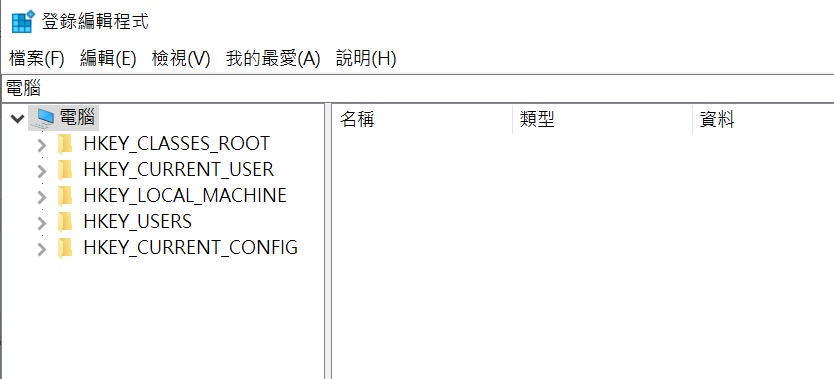 登錄編輯程式
檔案(F) 編輯(E) 檢視(V) 我的最愛(A) 說明(H)
電腦
電腦
HKEY_CLASSES_ROOT
HKEY_CURRENT_USER
HKEY_LOCAL_MACHINE
HKEY_USERS
HKEY_CURRENT_CONFIG
名稱 類型 資料